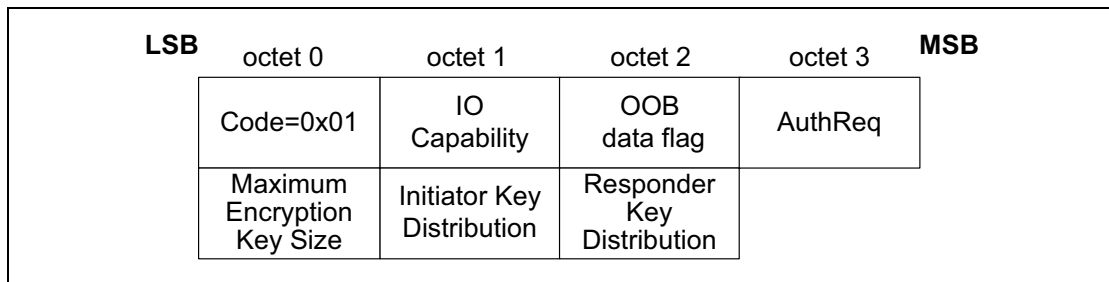 LSB octet 0 octet 1 octet 2 octet 3 MSB
Code=0x01 IO Capability OOB data flag AuthReq
Maximum Encryption Key Size Initiator Key Distribution Responder Key Distribution